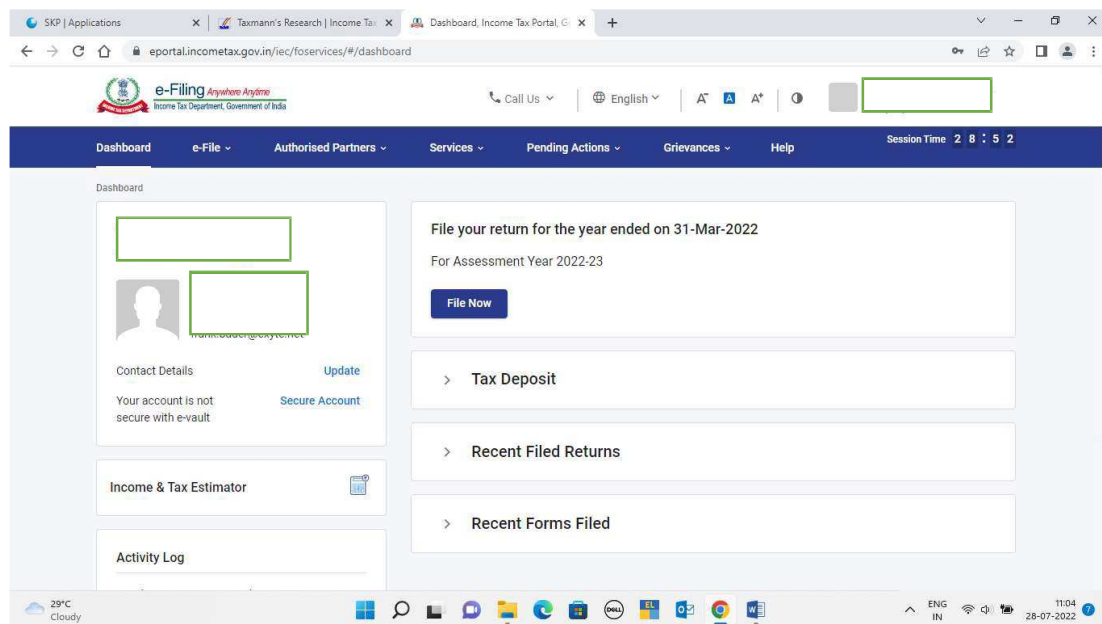 SKP | Applications
Taxmann's Research | Income Tax
Dashboard, Income Tax Portal, G
eportal.incometax.gov.in/iec/foservices/#/dashboard
e-Filing Anywhere Anytime
Income Tax Department, Government of India
Call Us
English
A-
A
A+
Dashboard
e-File
Authorised Partners
Services
Pending Actions
Grievances
Help
Session Time 2 8 : 5 2
Dashboard
Contact Details
Update
Your account is not
secure with e-vault
Secure Account
Income & Tax Estimator
Activity Log
File your return for the year ended on 31-Mar-2022
For Assessment Year 2022-23
File Now
Tax Deposit
Recent Filed Returns
Recent Forms Filed
29°C
Cloudy
DELL
EL
ENG
IN
11:04
28-07-2022
7